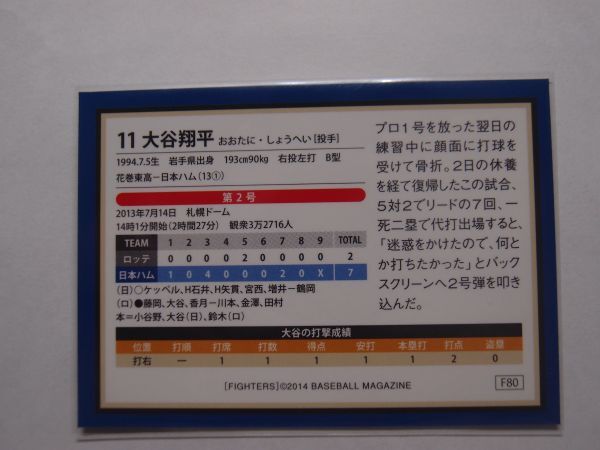 11 大谷翔平 おおたに・しょうへい[投手]
1994.7.5生 岩手県出身 193cm90kg 右投左打 B型
花巻東高ー日本ハム(13①)
第2号
2013年7月14日 札幌ドーム
14時1分開始(2時間27分) 観衆3万2716人
TEAM 1 2 3 4 5 6 7 8 9 TOTAL
ロッテ 0 0 0 0 2 0 0 0 0 2
日本ハム 1 0 4 0 0 0 2 0 X 7
(日)○ケッペル、H石井、H矢貫、宮西、増井ー鶴岡
(ロ)●藤岡、大谷、香月ー川本、金澤、田村
本=小谷野、大谷(日)、鈴木(ロ)
プロ1号を放った翌日の
練習中に顔面に打球を
受けて骨折。2日の休養
を経て復帰したこの試合、
5対2でリードの7回、一
死二塁で代打出場すると、
「迷惑をかけたので、何と
か打ちたかった」とバック
スクリーンへ2号弾を叩き
込んだ。
大谷の打撃成績
位置 打順 打席 打数 得点 安打 本塁打 打点 盗塁
打右 ー 1 1 1 1 1 2 0
[FIGHTERS]©2014 BASEBALL MAGAZINE
F80